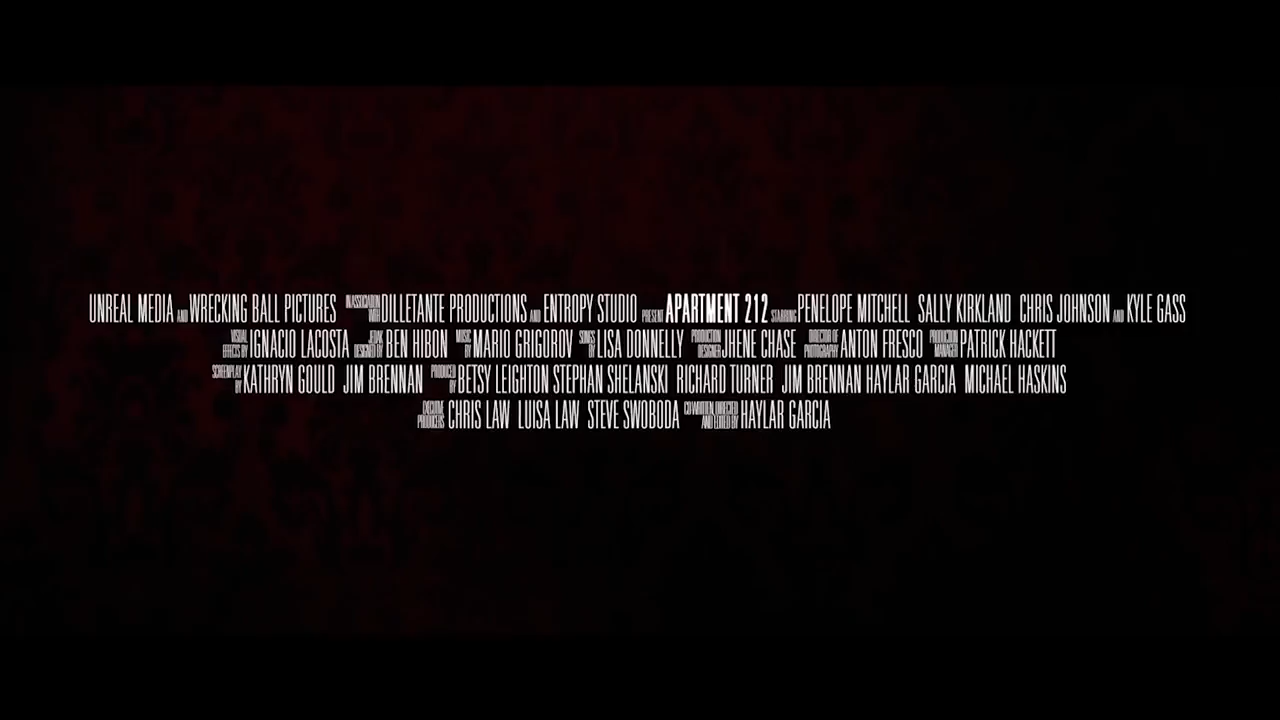 UNREAL MEDIA AND WRECKING BALL PICTURES IN ASSOCIATION WITH DILLETANTE PRODUCTIONS AND ENTROPY STUDIO PRESENT APARTMENT 212 STARRING PENELOPE MITCHELL SALLY KIRKLAND CHRIS JOHNSON AND KYLE GASS
VISUAL EFFECTS BY IGNACIO LACOSTA JEDAK DESIGNED BY BEN HIBON MUSIC BY MARIO GRIGOROV SONGS BY LISA DONNELLY PRODUCTION DESIGNER JHENE CHASE DIRECTOR OF PHOTOGRAPHY ANTON FRESCO PRODUCTION MANAGER PATRICK HACKETT
SCREENPLAY BY KATHRYN GOULD JIM BRENNAN PRODUCED BY BETSY LEIGHTON STEPHAN SHELANSKI RICHARD TURNER JIM BRENNAN HAYLAR GARCIA MICHAEL HASKINS
EXECUTIVE PRODUCERS CHRIS LAW LUISA LAW STEVE SWOBODA CO-WRITTEN, DIRECTED AND EDITED BY HAYLAR GARCIA